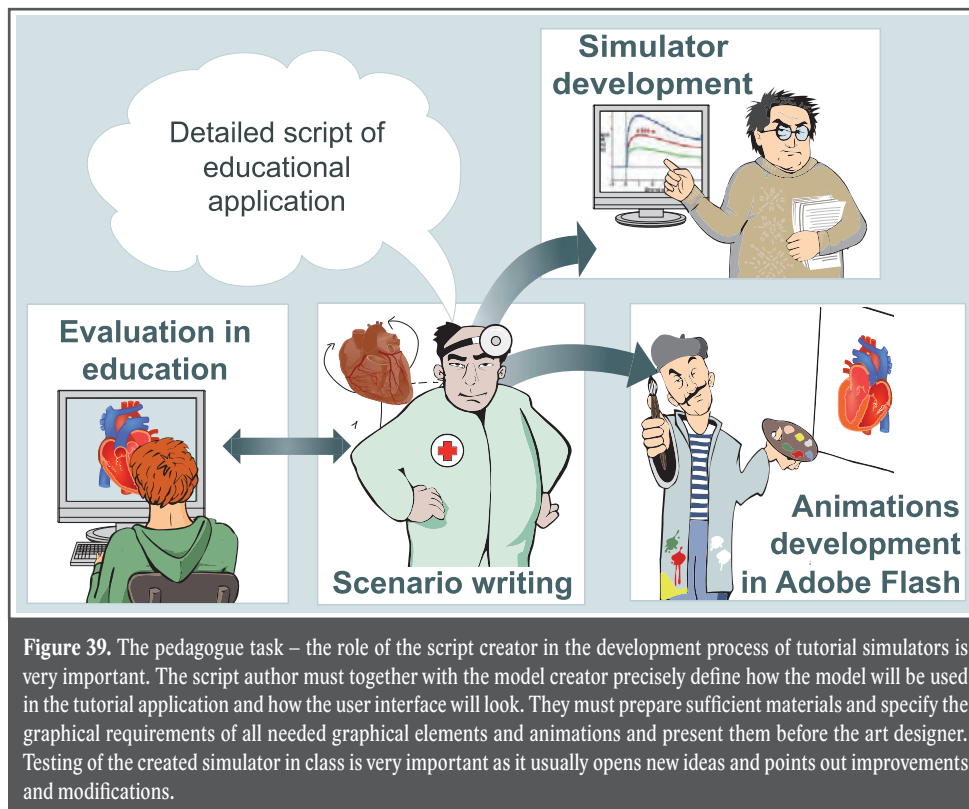 Simulator
development
Detailed script of
educational
application
Evaluation in
education
Scenario writing
Animations
development
in Adobe Flash
Figure 39. The pedagogue task – the role of the script creator in the development process of tutorial simulators is
very important. The script author must together with the model creator precisely define how the model will be used
in the tutorial application and how the user interface will look. They must prepare sufficient materials and specify the
graphical requirements of all needed graphical elements and animations and present them before the art designer.
Testing of the created simulator in class is very important as it usually opens new ideas and points out improvements
and modifications.